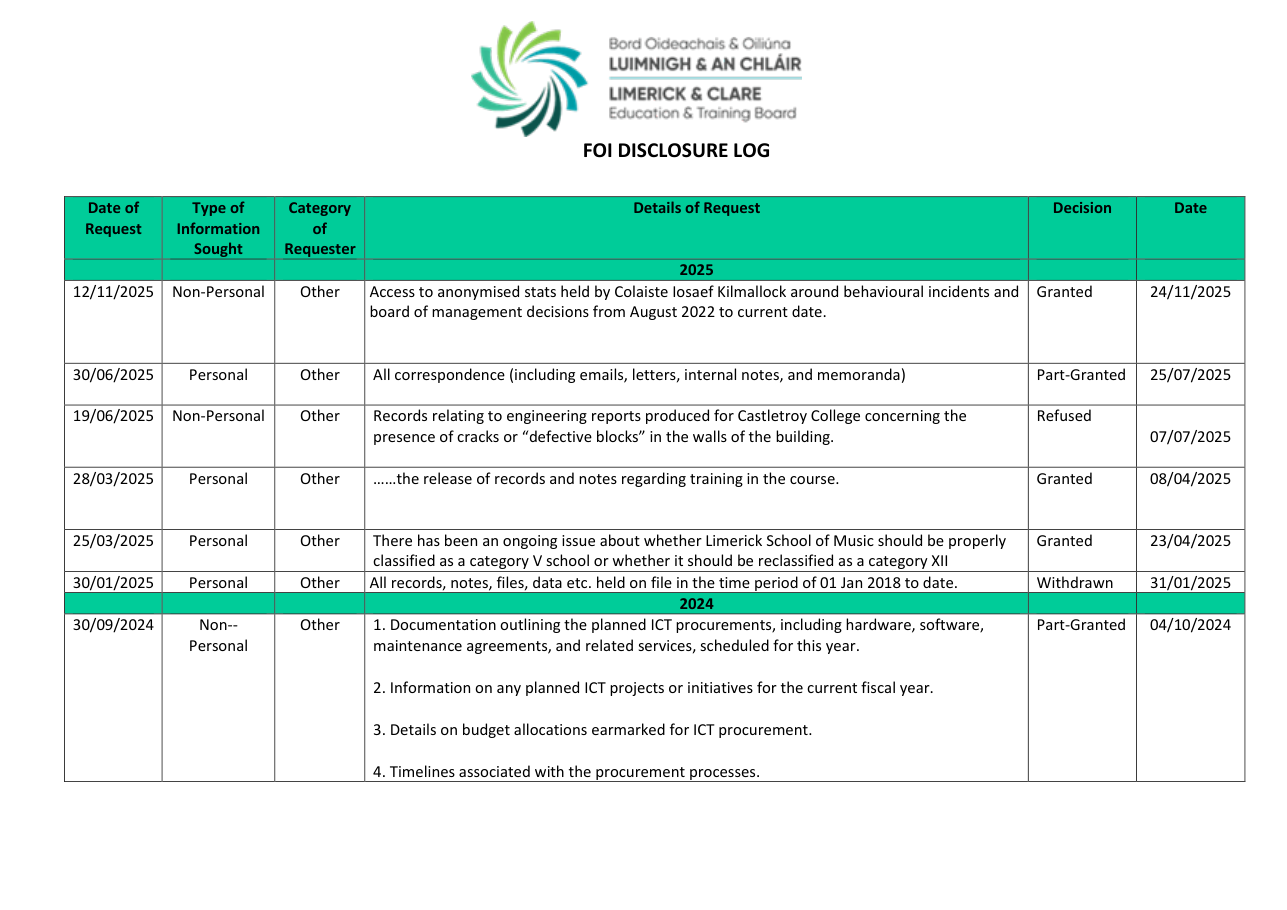 Bord Oideachais & Oiliúna
LUIMNIGH & AN CHLÁIR
LIMERICK & CLARE
Education & Training Board
FOI DISCLOSURE LOG
Date of Request Type of Information Sought Category of Requester Details of Request Decision Date
2025
12/11/2025 Non-Personal Other Access to anonymised stats held by Colaiste Iosaef Kilmallock around behavioural incidents and Granted 24/11/2025
board of management decisions from August 2022 to current date.
30/06/2025 Personal Other All correspondence (including emails, letters, internal notes, and memoranda) Part-Granted 25/07/2025
19/06/2025 Non-Personal Other Records relating to engineering reports produced for Castletroy College concerning the Refused
presence of cracks or “defective blocks” in the walls of the building. 07/07/2025
28/03/2025 Personal Other ……the release of records and notes regarding training in the course. Granted 08/04/2025
25/03/2025 Personal Other There has been an ongoing issue about whether Limerick School of Music should be properly Granted 23/04/2025
classified as a category V school or whether it should be reclassified as a category XII
30/01/2025 Personal Other All records, notes, files, data etc. held on file in the time period of 01 Jan 2018 to date. Withdrawn 31/01/2025
2024
30/09/2024 Non-- Other 1. Documentation outlining the planned ICT procurements, including hardware, software, Part-Granted 04/10/2024
Personal maintenance agreements, and related services, scheduled for this year.
2. Information on any planned ICT projects or initiatives for the current fiscal year.
3. Details on budget allocations earmarked for ICT procurement.
4. Timelines associated with the procurement processes.